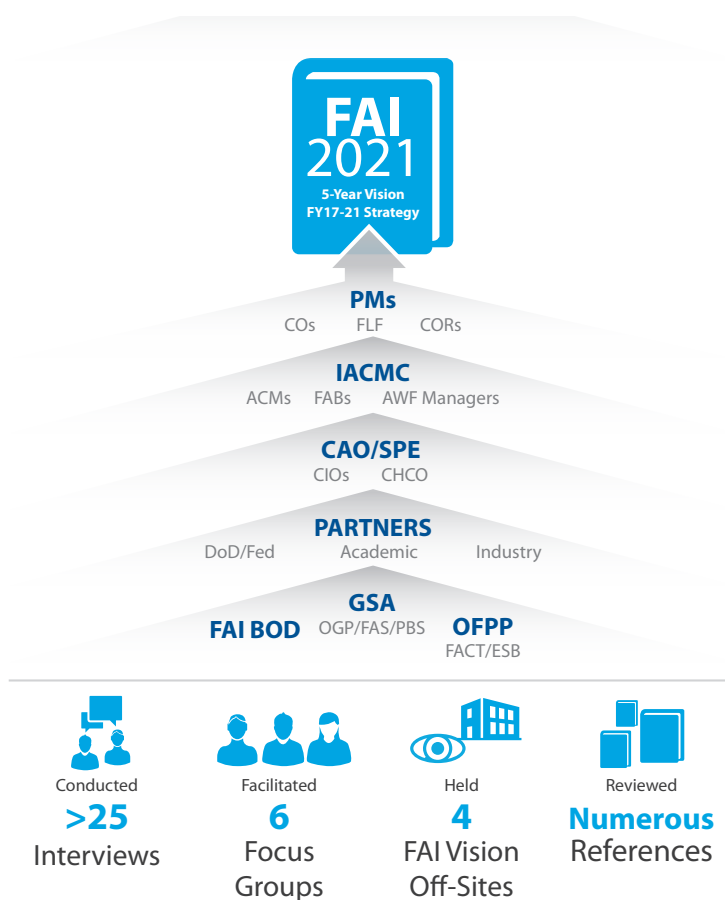 FAI
2021
5-Year Vision
FY17-21 Strategy
PMs
COs FLF CORs
IACMC
ACMs FABs AWF Managers
CAO/SPE
CIOs CHCO
PARTNERS
DoD/Fed Academic Industry
GSA
FAI BOD OGP/FAS/PBS OFPP
FACT/ESB
Conducted
>25
Interviews
Facilitated
6
Focus
Groups
Held
4
FAI Vision
Off-Sites
Reviewed
Numerous
References